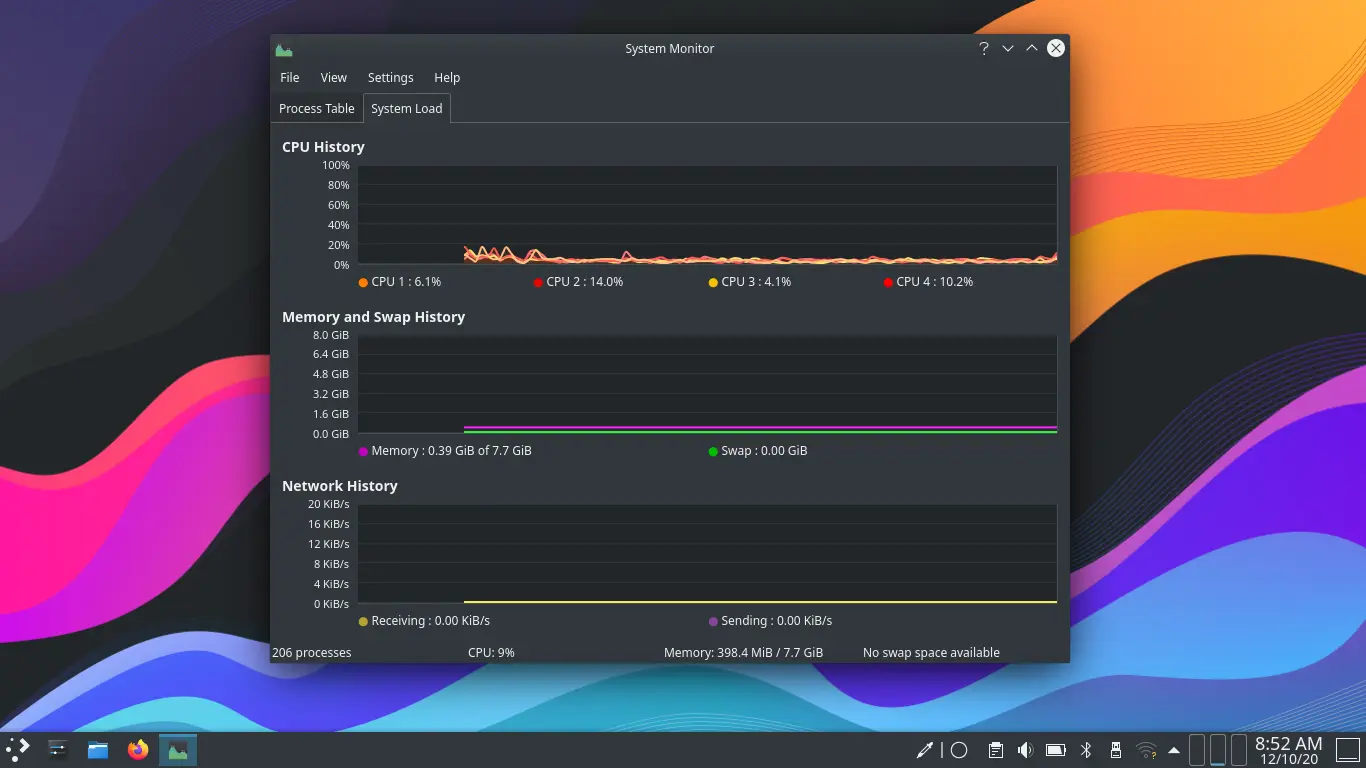 System Monitor
File View Settings Help
Process Table System Load
CPU History
100%
80%
60%
40%
20%
0%
CPU 1 : 6.1% CPU 2 : 14.0% CPU 3 : 4.1% CPU 4 : 10.2%
Memory and Swap History
8.0 GiB
6.4 GiB
4.8 GiB
3.2 GiB
1.6 GiB
0.0 GiB
Memory : 0.39 GiB of 7.7 GiB Swap : 0.00 GiB
Network History
20 KiB/s
16 KiB/s
12 KiB/s
8 KiB/s
4 KiB/s
0 KiB/s
Receiving : 0.00 KiB/s Sending : 0.00 KiB/s
206 processes CPU: 9% Memory: 398.4 MiB / 7.7 GiB No swap space available
8:52 AM
12/10/20